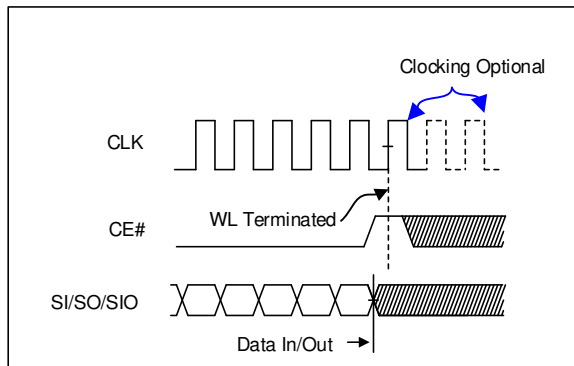 Clocking Optional
CLK
WL Terminated
CE#
SI/SO/SIO
Data In/Out